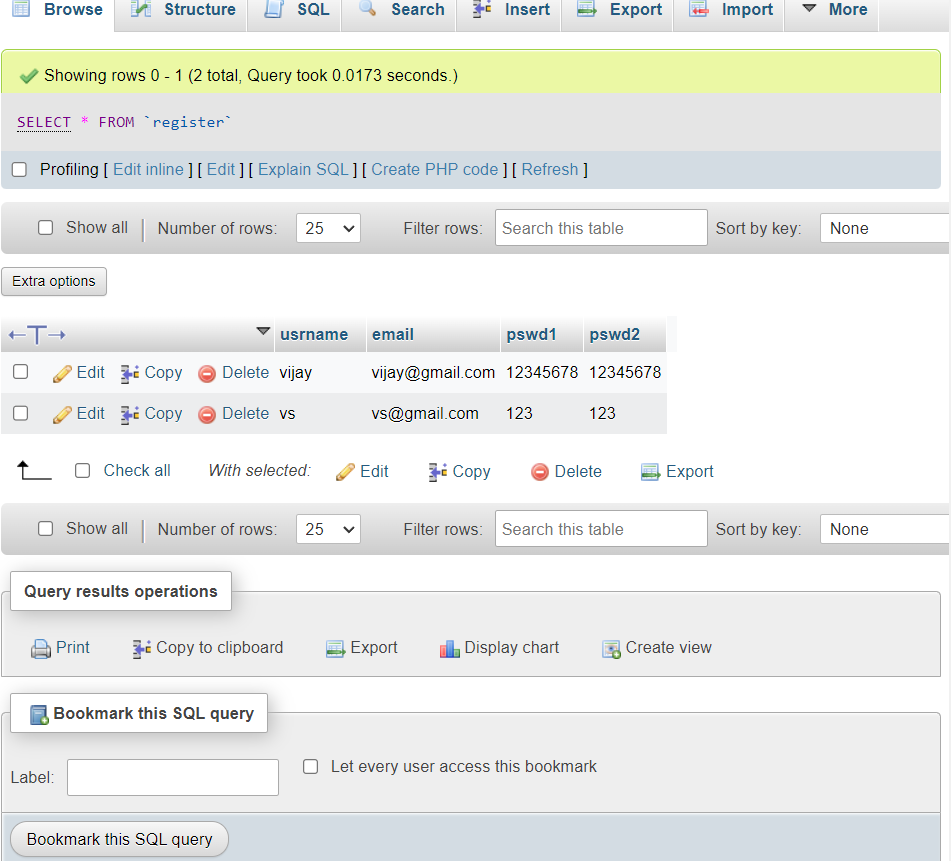 Browse Structure SQL Search Insert Export Import More
Showing rows 0 - 1 (2 total, Query took 0.0173 seconds.)
SELECT * FROM `register`
Profiling [ Edit inline ] [ Edit ] [ Explain SQL ] [ Create PHP code ] [ Refresh ]
Show all Number of rows: 25 Filter rows: Search this table Sort by key: None
Extra options
usrname email pswd1 pswd2
Edit Copy Delete vijay vijay@gmail.com 12345678 12345678
Edit Copy Delete vs vs@gmail.com 123 123
Check all With selected: Edit Copy Delete Export
Show all Number of rows: 25 Filter rows: Search this table Sort by key: None
Query results operations
Print Copy to clipboard Export Display chart Create view
Bookmark this SQL query
Label: Let every user access this bookmark
Bookmark this SQL query